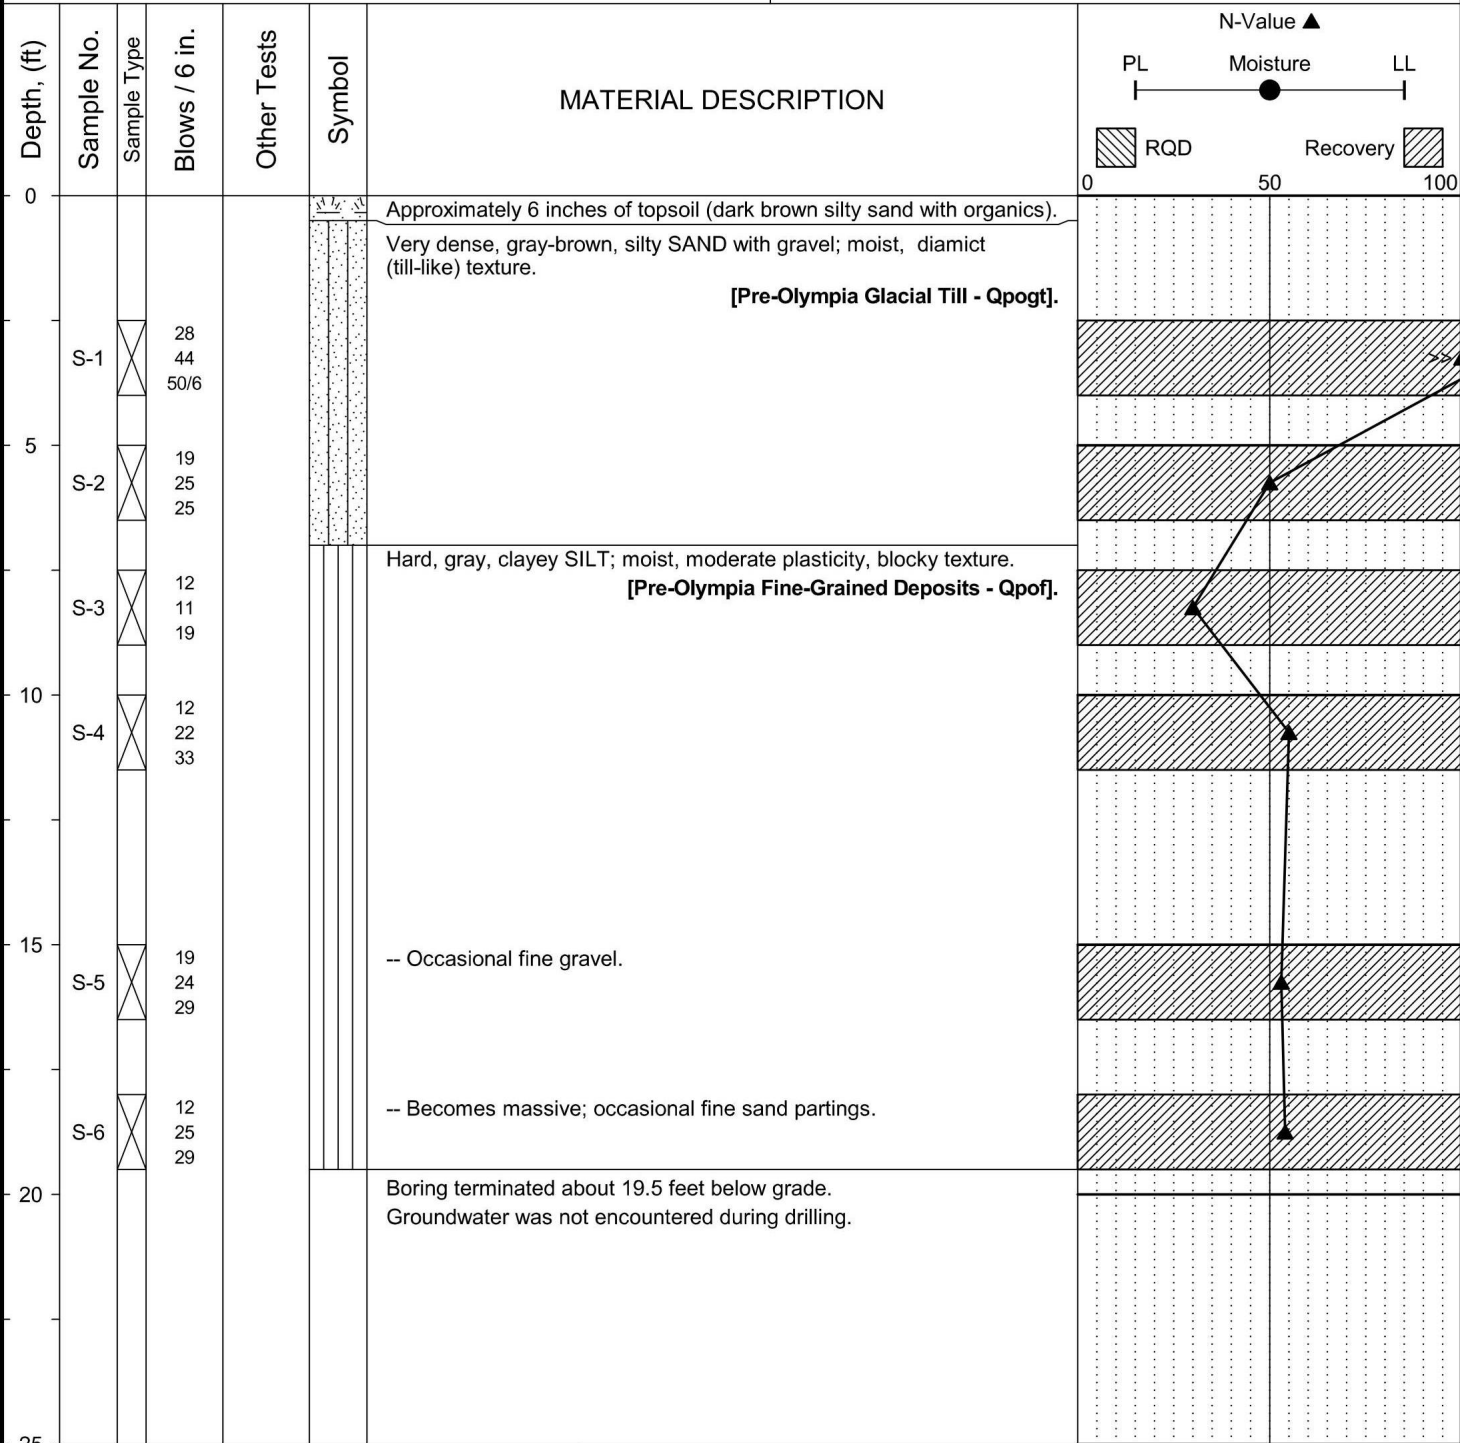 Depth, (ft)
Sample No.
Sample Type
Blows / 6 in.
Other Tests
Symbol
MATERIAL DESCRIPTION
N-Value ▲
PL Moisture LL
RQD Recovery
0 50 100
0
Approximately 6 inches of topsoil (dark brown silty sand with organics).
Very dense, gray-brown, silty SAND with gravel; moist, diamict
(till-like) texture.
[Pre-Olympia Glacial Till - Qpogt].
28
S-1 44 >>
50/6
5
19
S-2 25
25
Hard, gray, clayey SILT; moist, moderate plasticity, blocky texture.
[Pre-Olympia Fine-Grained Deposits - Qpof].
12
S-3 11
19
10
12
S-4 22
33
15
19 -- Occasional fine gravel.
S-5 24
29
12 -- Becomes massive; occasional fine sand partings.
S-6 25
29
20 Boring terminated about 19.5 feet below grade.
Groundwater was not encountered during drilling.
25